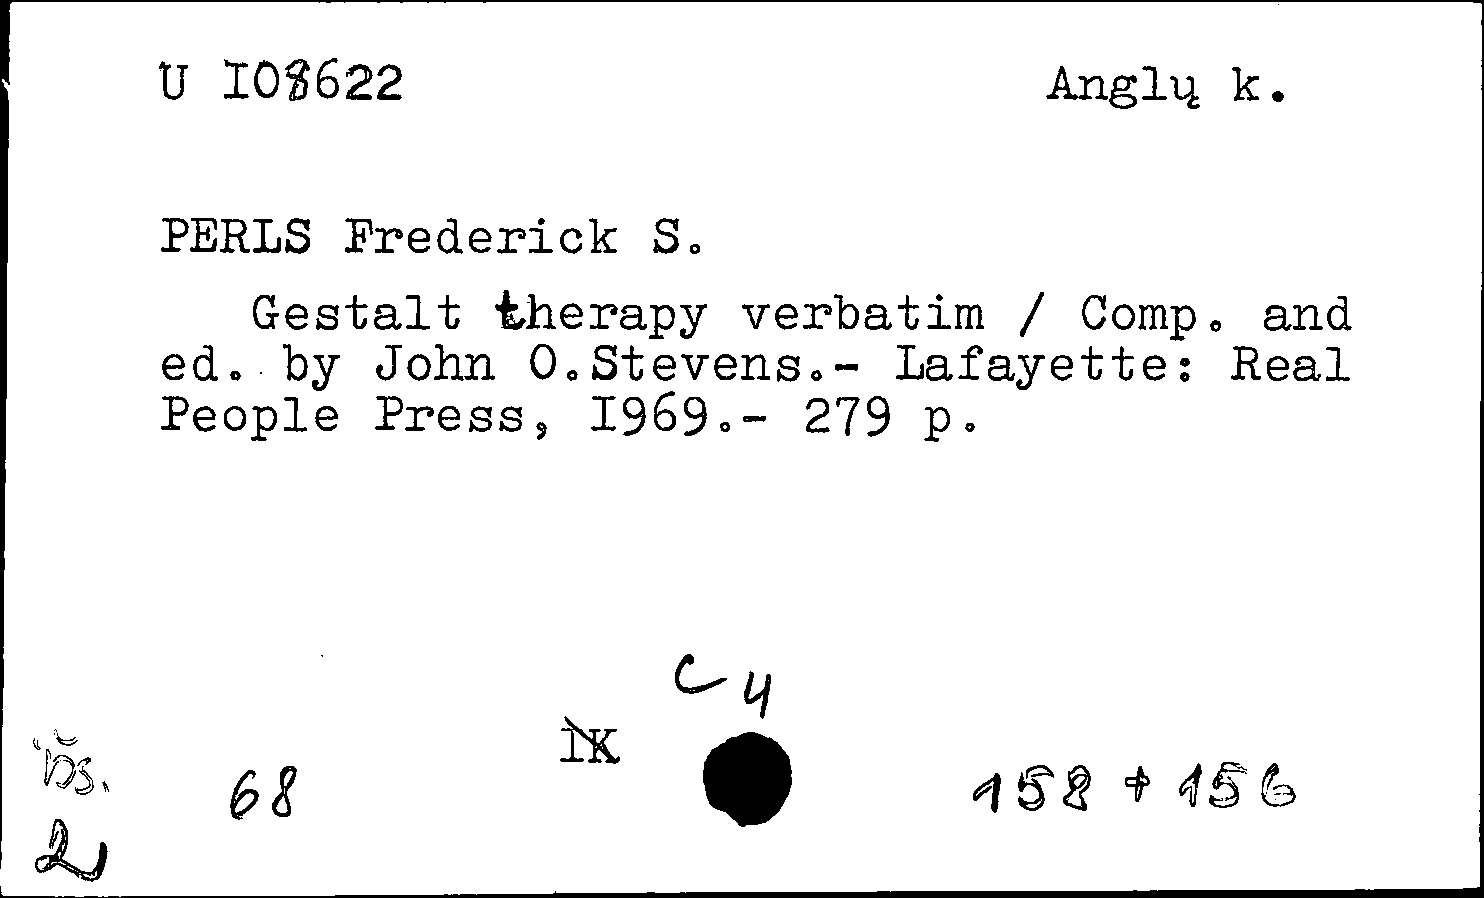 U I08622 Anglų k.
PERLS Frederick S.
Gestalt therapy verbatim / Comp. and
ed. by John O.Stevens.- Lafayette: Real
People Press, I969.- 279 p.
C 4
IK
68
158 + 156
2